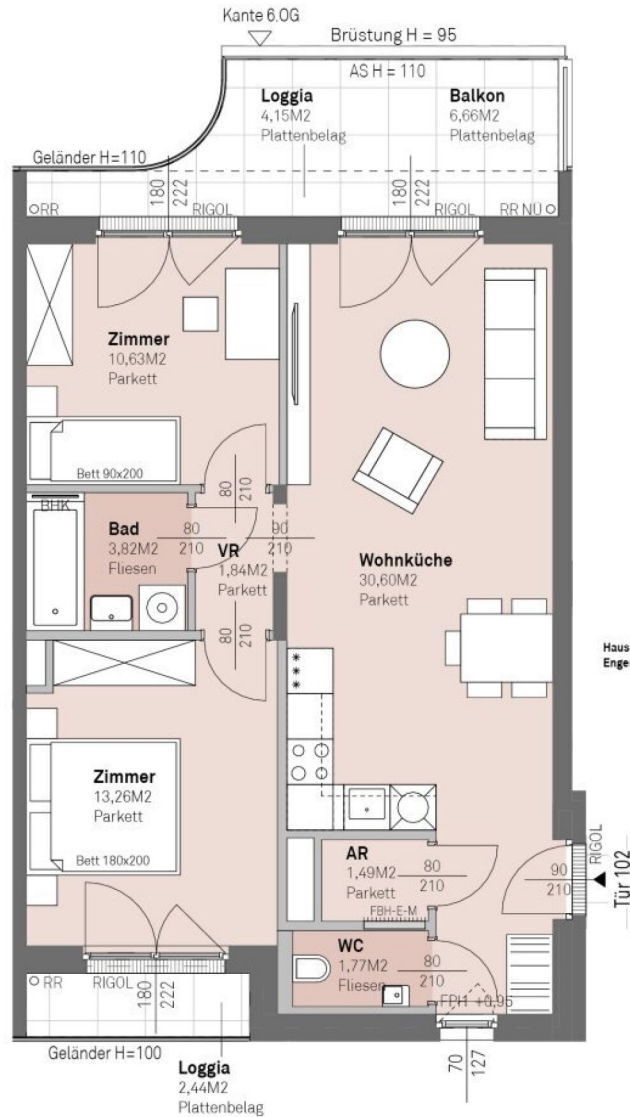 Kante 6.OG
Brüstung H = 95
AS H = 110
Loggia
4,15M2
Plattenbelag
Balkon
6,66M2
Plattenbelag
Geländer H=110
180
222
180
222
RR
RIGOL
RIGOL
RR NÜ
Zimmer
10,63M2
Parkett
Bett 90x200
80
210
BHK
Bad
3,82M2
Fliesen
80
210
VR
1,84M2
Parkett
90
210
Wohnküche
30,60M2
Parkett
80
210
Haus
Enge
Zimmer
13,26M2
Parkett
Bett 180x200
AR
1,49M2
Parkett
80
210
FBH-E-M
90
210
RIGOL
Tür 102
WC
1,77M2
Fliesen
80
210
FPH +0,95
RR
RIGOL
180
222
70
127
Geländer H=100
Loggia
2,44M2
Plattenbelag